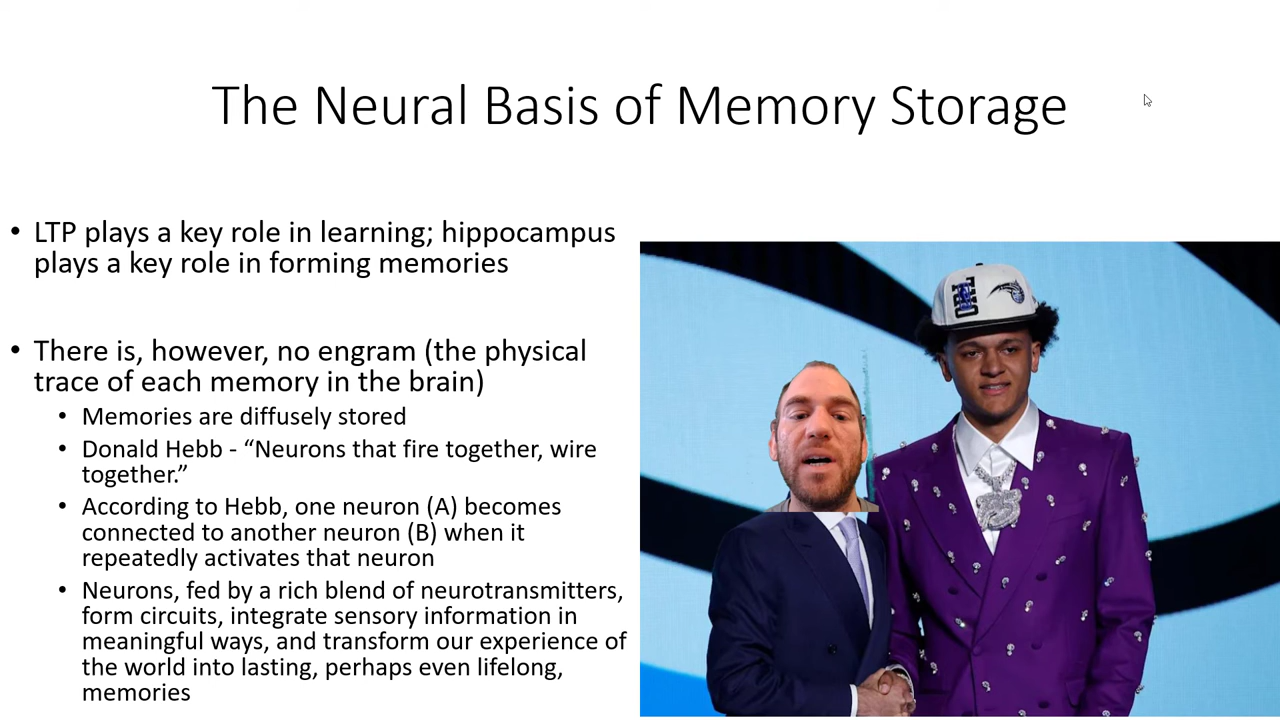 The Neural Basis of Memory Storage
• LTP plays a key role in learning; hippocampus
plays a key role in forming memories
• There is, however, no engram (the physical
trace of each memory in the brain)
• Memories are diffusely stored
• Donald Hebb - “Neurons that fire together, wire
together.”
• According to Hebb, one neuron (A) becomes
connected to another neuron (B) when it
repeatedly activates that neuron
• Neurons, fed by a rich blend of neurotransmitters,
form circuits, integrate sensory information in
meaningful ways, and transform our experience of
the world into lasting, perhaps even lifelong,
memories